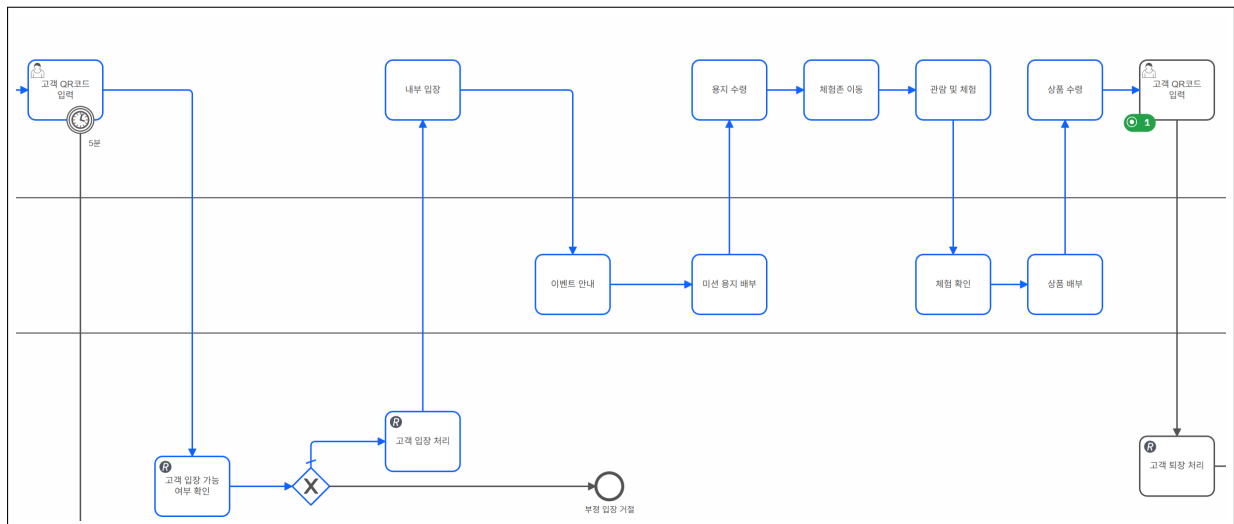 고객 QR코드
입력
5분
내부 입장
용지 수령
체험존 이동
관람 및 체험
상품 수령
고객 QR코드
입력
1
이벤트 안내
미션 용지 배부
체험 확인
상품 배부
R
고객 입장 처리
R
고객 입장 가능
여부 확인
X
부정 입장 거절
R
고객 퇴장 처리